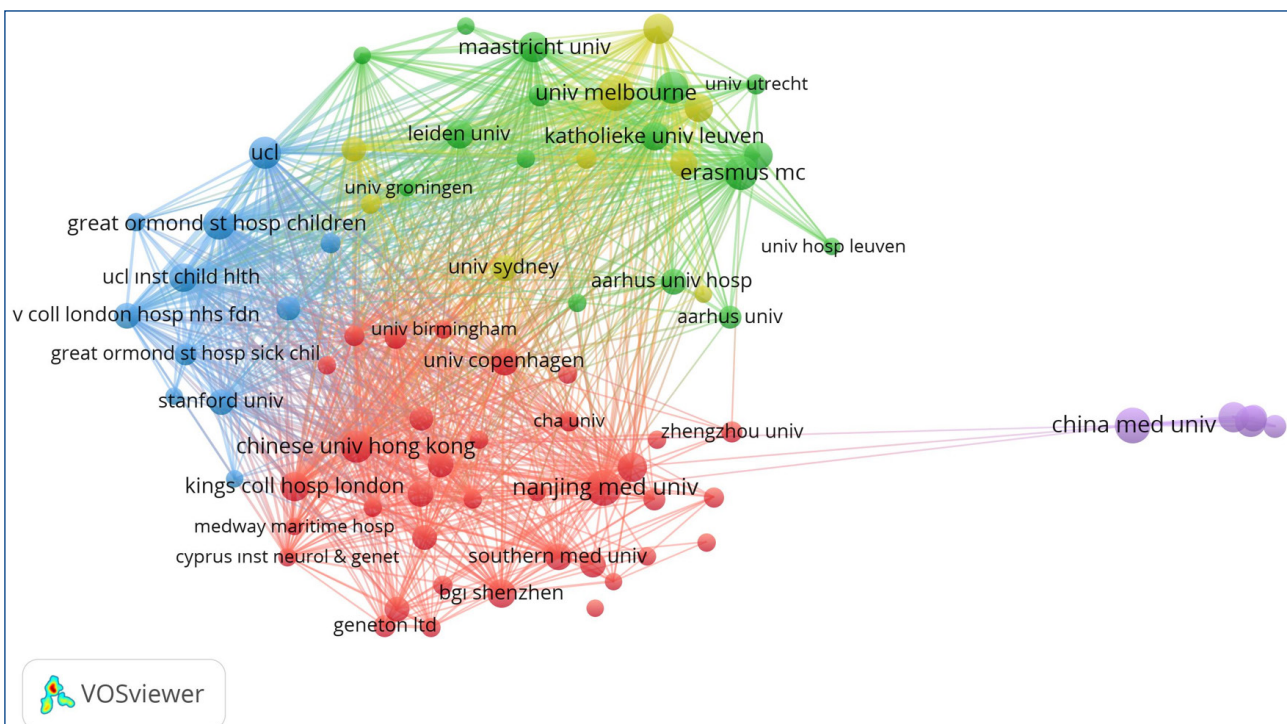 maastricht univ
univ melbourne
univ utrecht
leiden univ
katholieke univ leuven
ucl
erasmus mc
univ groningen
great ormond st hosp children
univ hosp leuven
univ sydney
ucl ınst child hlth
aarhus univ hosp
v coll london hosp nhs fdn
aarhus univ
univ birmingham
great ormond st hosp sick chil
univ copenhagen
stanford univ
cha univ
china med univ
zhengzhou univ
chinese univ hong kong
kings coll hosp london
nanjing med univ
medway maritime hosp
cyprus ınst neurol & genet
southern med univ
bgı shenzhen
geneton ltd
VOSviewer